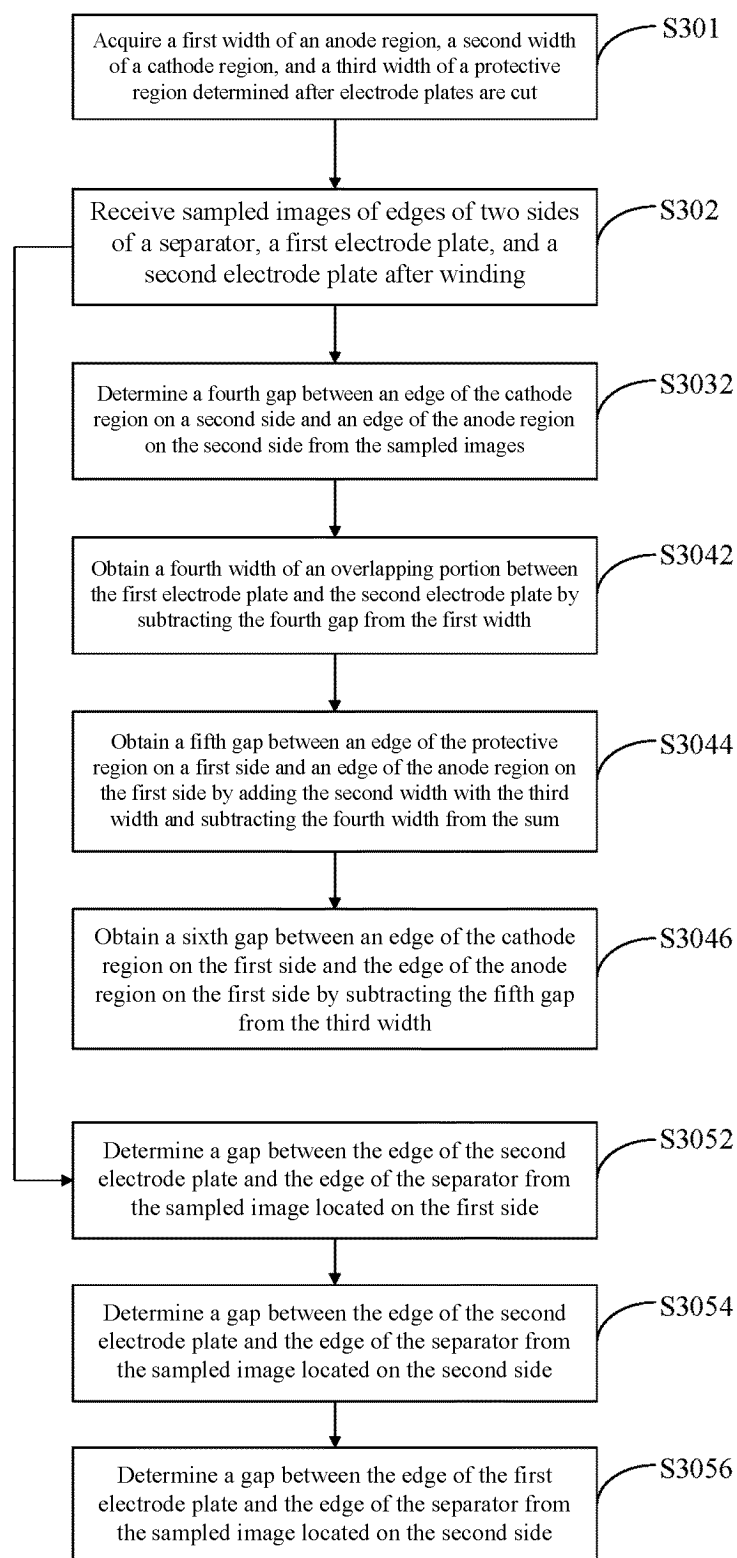 Acquire a first width of an anode region, a second width
of a cathode region, and a third width of a protective
region determined after electrode plates are cut
S301
Receive sampled images of edges of two sides
of a separator, a first electrode plate, and a
second electrode plate after winding
S302
Determine a fourth gap between an edge of the cathode
region on a second side and an edge of the anode region
on the second side from the sampled images
S3032
Obtain a fourth width of an overlapping portion between
the first electrode plate and the second electrode plate by
subtracting the fourth gap from the first width
S3042
Obtain a fifth gap between an edge of the protective
region on a first side and an edge of the anode region on
the first side by adding the second width with the third
width and subtracting the fourth width from the sum
S3044
Obtain a sixth gap between an edge of the cathode
region on the first side and the edge of the anode
region on the first side by subtracting the fifth gap
from the third width
S3046
Determine a gap between the edge of the second
electrode plate and the edge of the separator from
the sampled image located on the first side
S3052
Determine a gap between the edge of the second
electrode plate and the edge of the separator from
the sampled image located on the second side
S3054
Determine a gap between the edge of the first
electrode plate and the edge of the separator from
the sampled image located on the second side
S3056